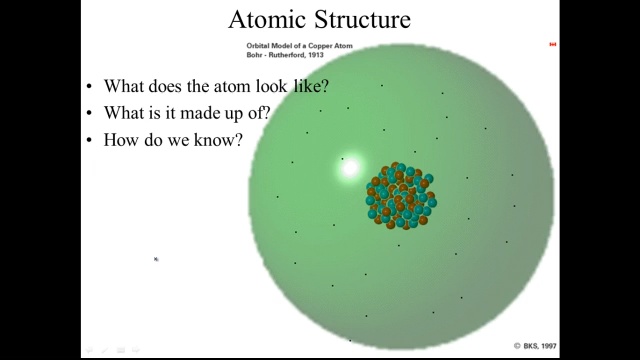 Atomic Structure
Orbital Model of a Copper Atom
Bohr - Rutherford, 1913
• What does the atom look like?
• What is it made up of?
• How do we know?
© BKS, 1997